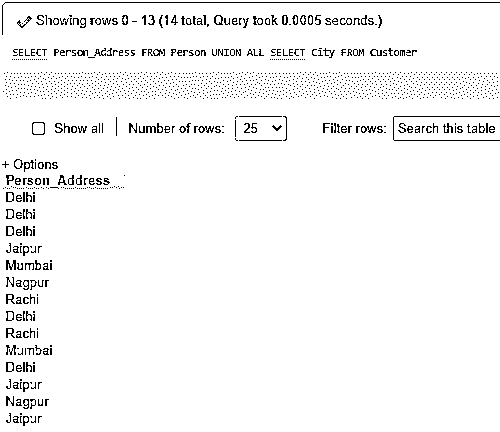 Showing rows 0 - 13 (14 total, Query took 0.0005 seconds.)
SELECT Person_Address FROM Person UNION ALL SELECT City FROM Customer
Show all Number of rows: 25 Filter rows: Search this table
+ Options
Person_Address
Delhi
Delhi
Delhi
Jaipur
Mumbai
Nagpur
Rachi
Delhi
Rachi
Mumbai
Delhi
Jaipur
Nagpur
Jaipur